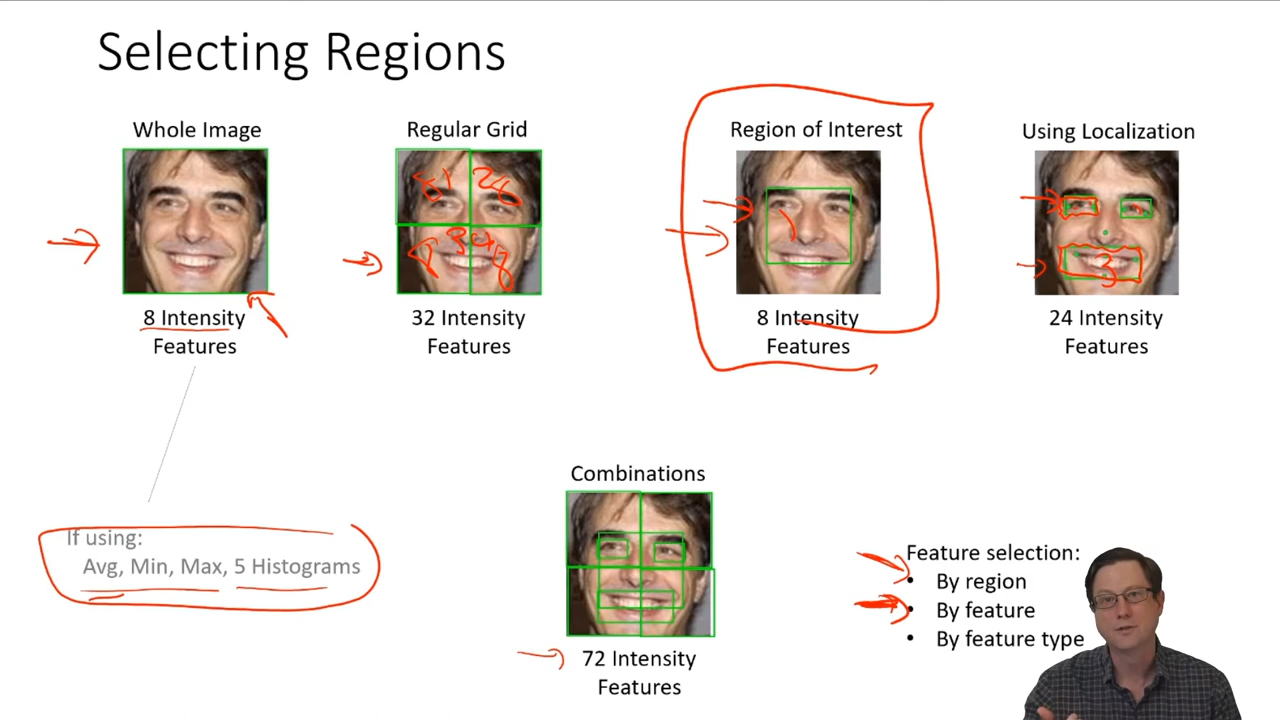 Selecting Regions
Whole Image
Regular Grid
Region of Interest
Using Localization
8 Intensity
Features
32 Intensity
Features
8 Intensity
Features
24 Intensity
Features
If using:
Avg, Min, Max, 5 Histograms
Combinations
72 Intensity
Features
Feature selection:
• By region
• By feature
• By feature type